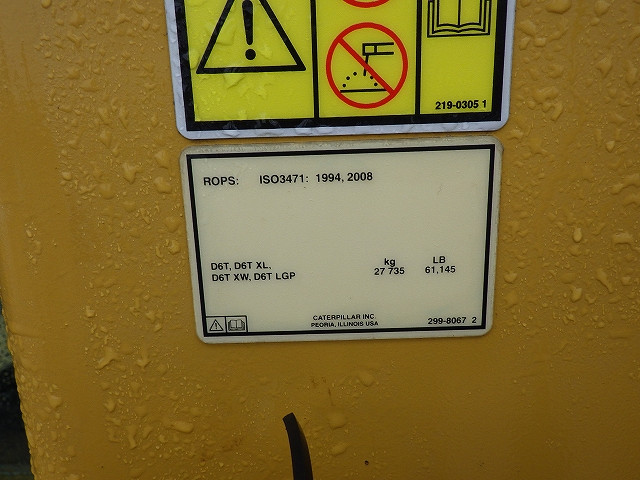 219-0305 1
ROPS: ISO3471: 1994, 2008
kg LB
D6T, D6T XL, 27 735 61,145
D6T XW, D6T LGP
CATERPILLAR INC.
PEORIA, ILLINOIS USA
299-8067 2